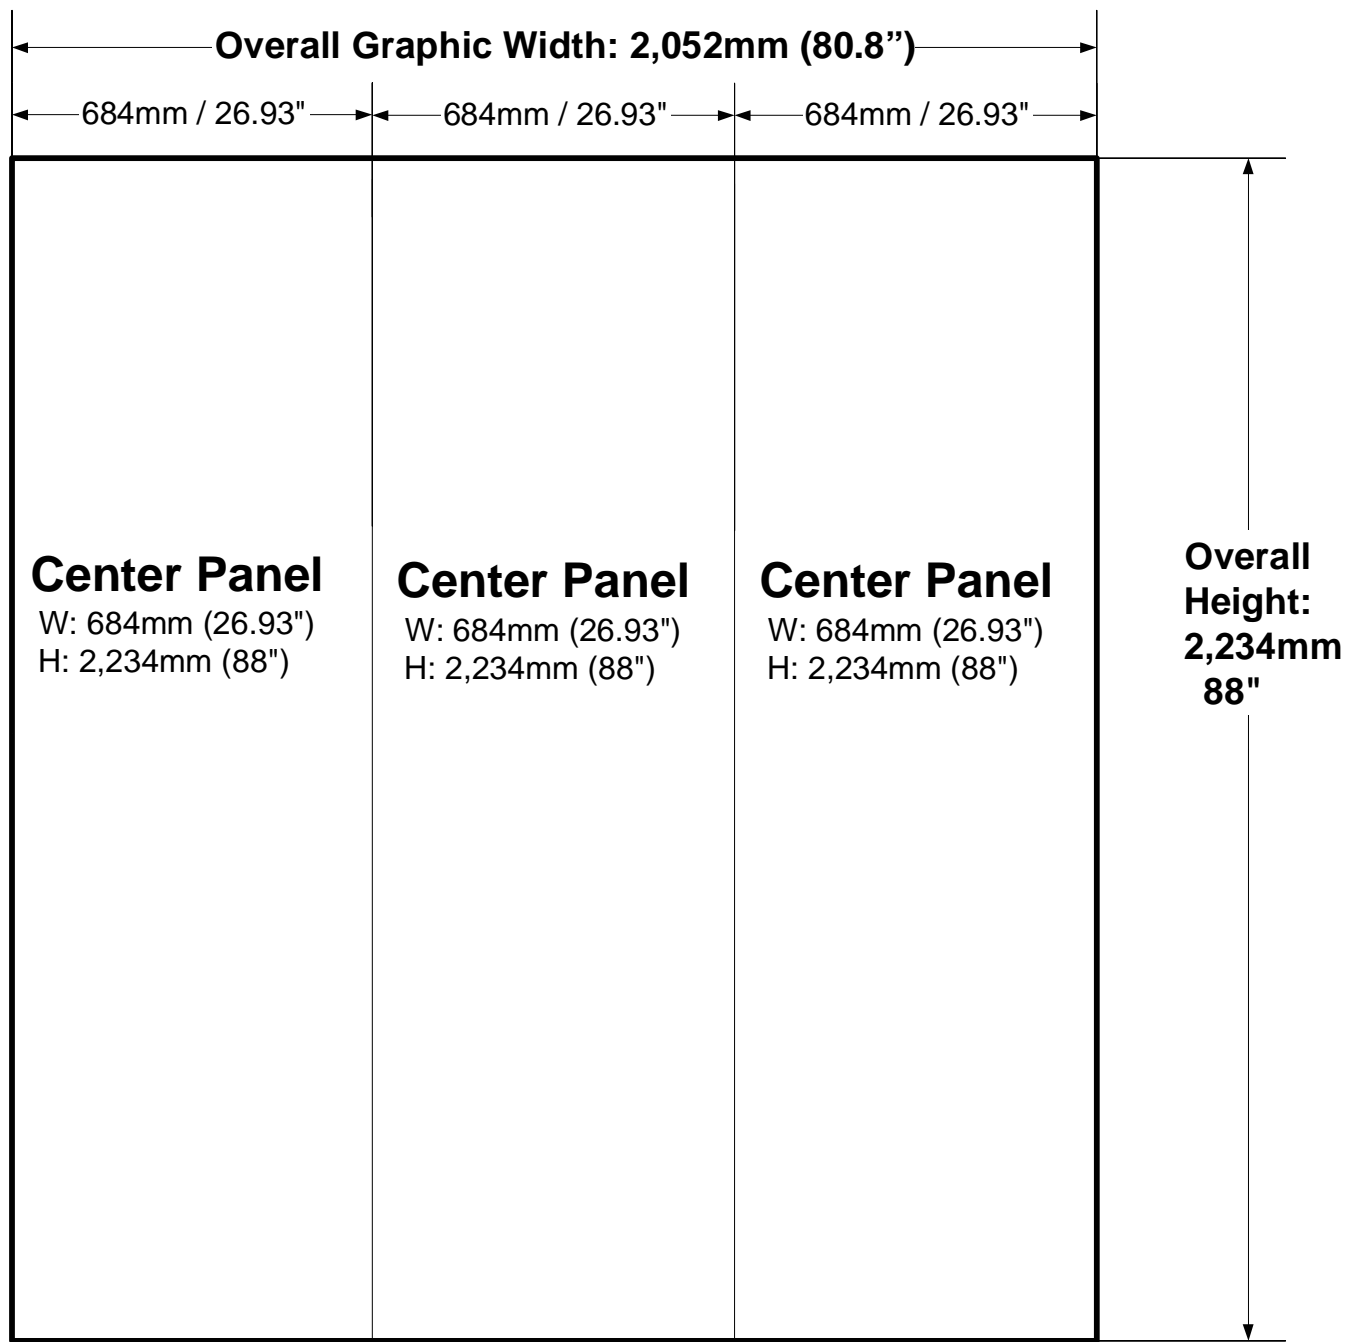 Overall Graphic Width: 2,052mm (80.8”)
684mm / 26.93"
684mm / 26.93"
684mm / 26.93"
Center Panel
W: 684mm (26.93")
H: 2,234mm (88")
Center Panel
W: 684mm (26.93")
H: 2,234mm (88")
Center Panel
W: 684mm (26.93")
H: 2,234mm (88")
Overall
Height:
2,234mm
88"